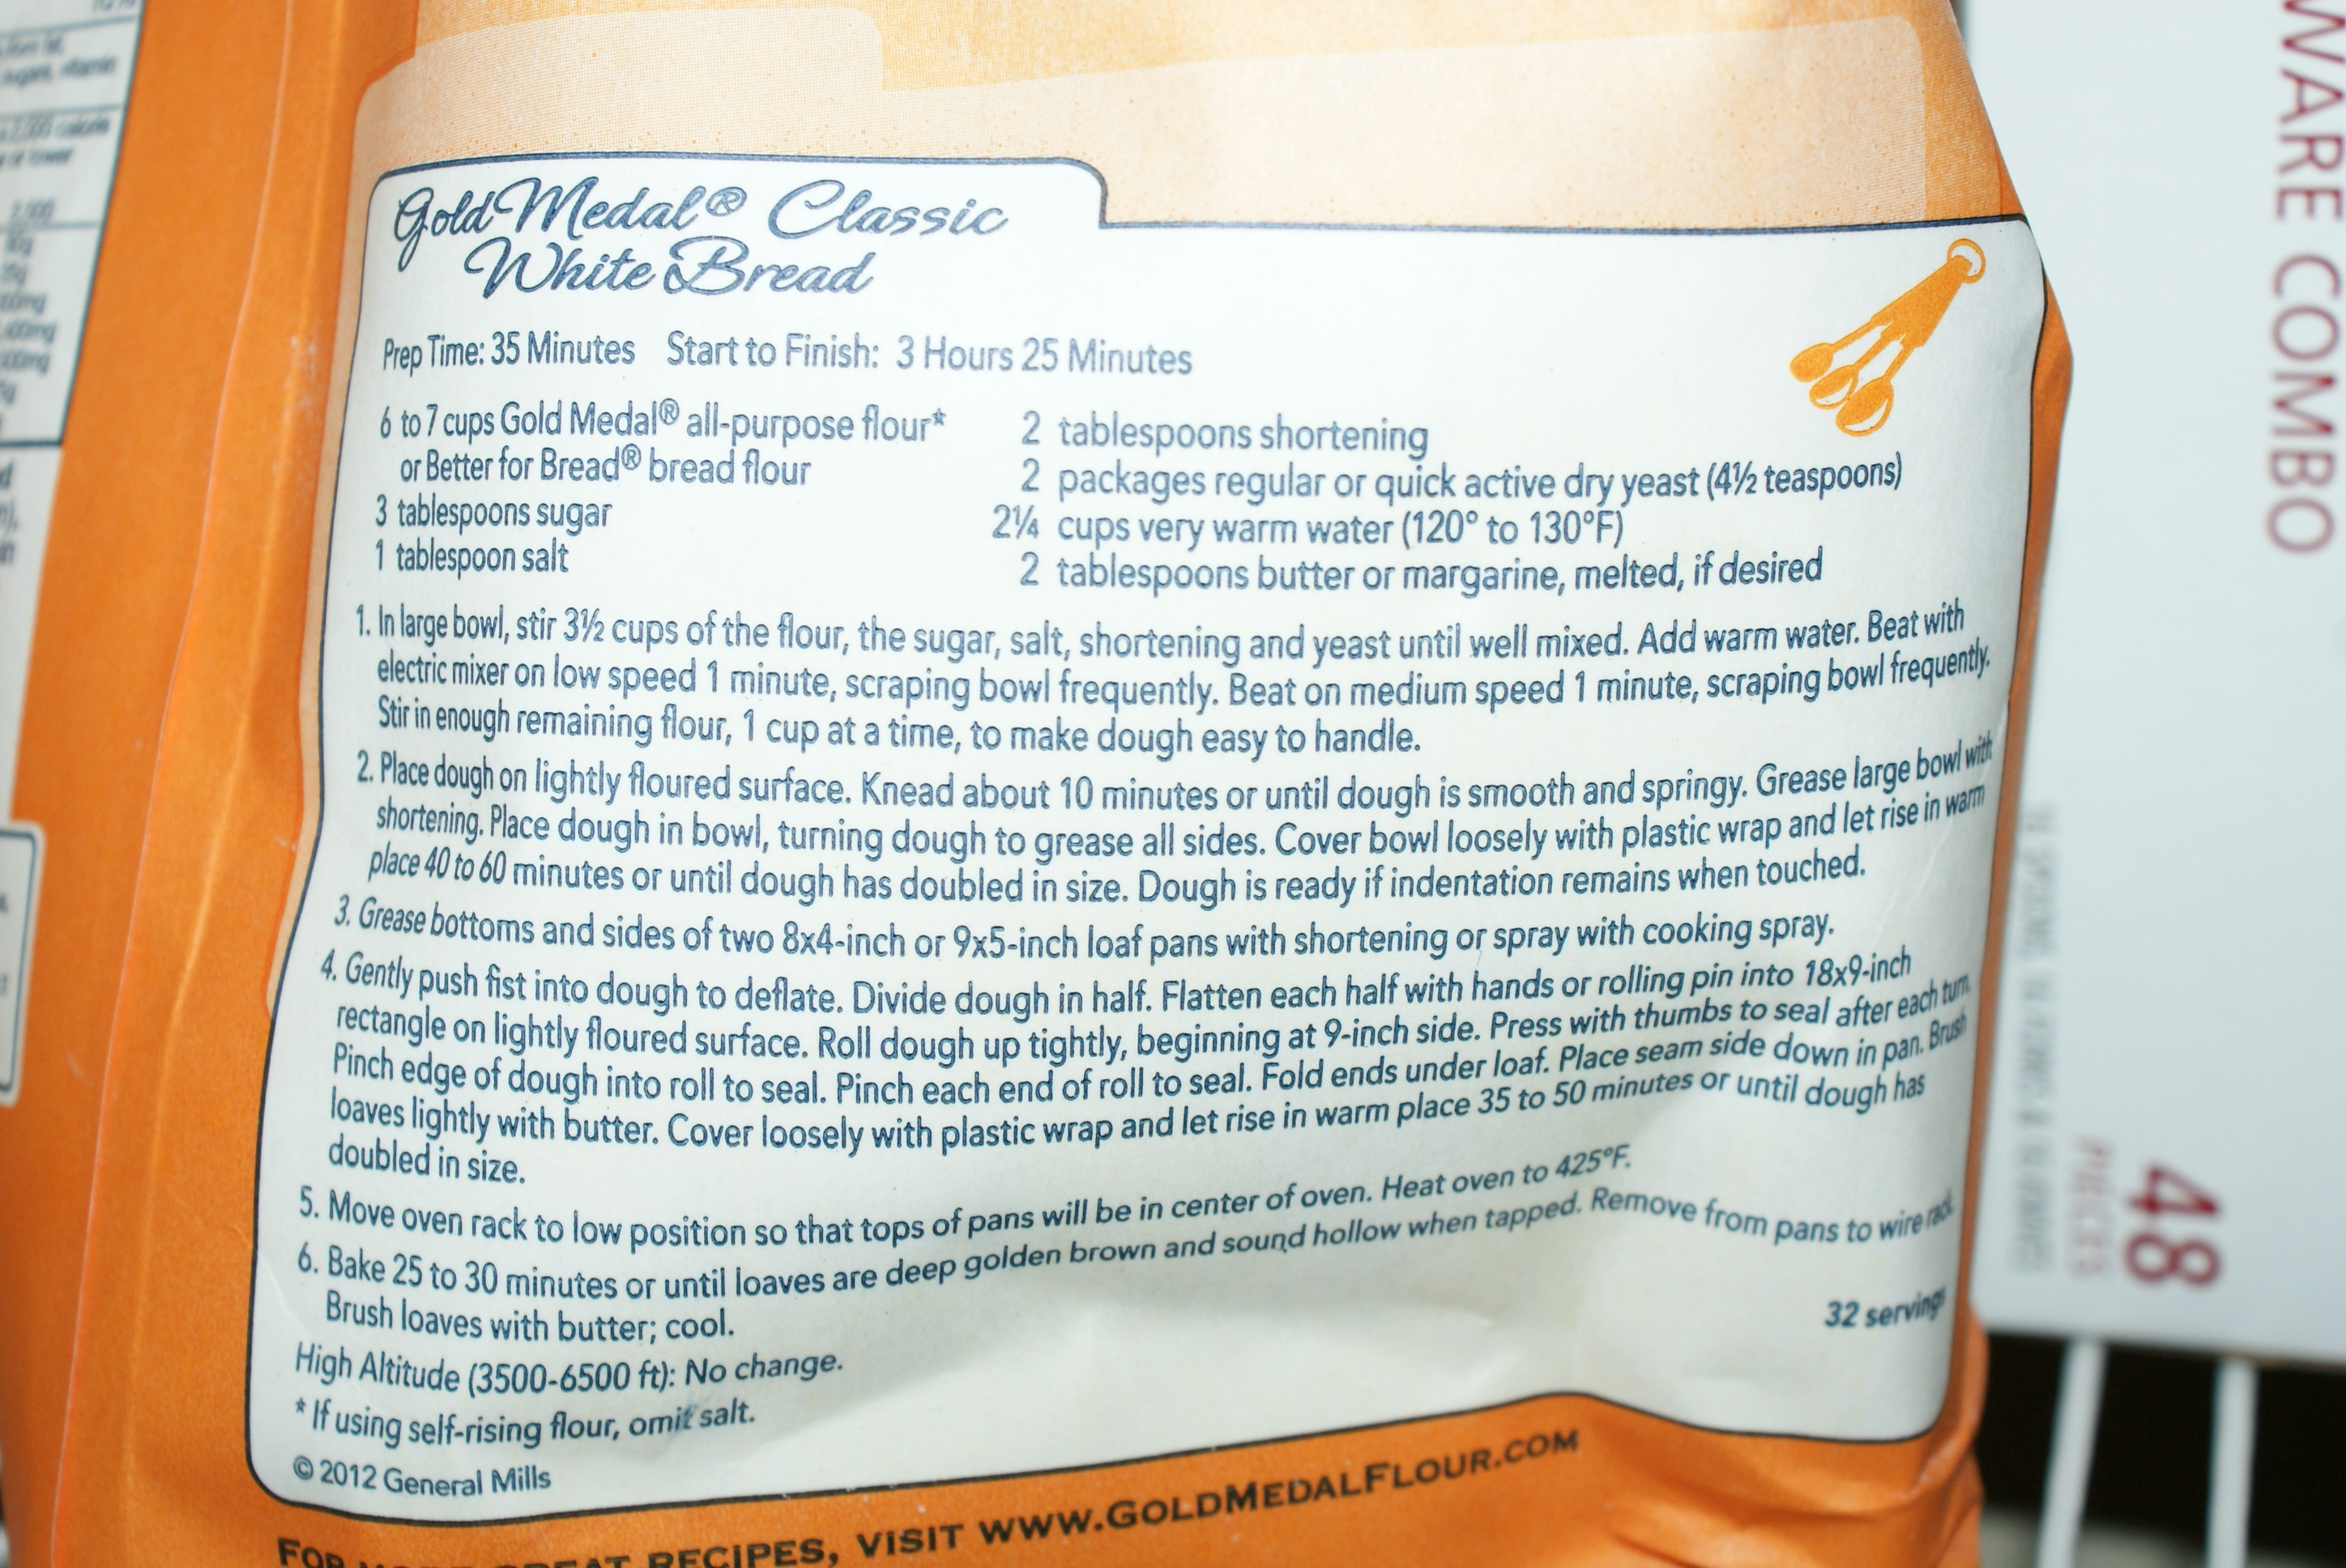 Gold Medal® Classic
White Bread
Prep Time: 35 Minutes Start to Finish: 3 Hours 25 Minutes
6 to 7 cups Gold Medal® all-purpose flour*
or Better for Bread® bread flour
3 tablespoons sugar
1 tablespoon salt
2 tablespoons shortening
2 packages regular or quick active dry yeast (4½ teaspoons)
2¼ cups very warm water (120° to 130°F)
2 tablespoons butter or margarine, melted, if desired
1. In large bowl, stir 3½ cups of the flour, the sugar, salt, shortening and yeast until well mixed. Add warm water. Beat with
electric mixer on low speed 1 minute, scraping bowl frequently. Beat on medium speed 1 minute, scraping bowl frequently.
Stir in enough remaining flour, 1 cup at a time, to make dough easy to handle.
2. Place dough on lightly floured surface. Knead about 10 minutes or until dough is smooth and springy. Grease large bowl with
shortening. Place dough in bowl, turning dough to grease all sides. Cover bowl loosely with plastic wrap and let rise in warm
place 40 to 60 minutes or until dough has doubled in size. Dough is ready if indentation remains when touched.
3. Grease bottoms and sides of two 8x4-inch or 9x5-inch loaf pans with shortening or spray with cooking spray.
4. Gently push fist into dough to deflate. Divide dough in half. Flatten each half with hands or rolling pin into 18x9-inch
rectangle on lightly floured surface. Roll dough up tightly, beginning at 9-inch side. Press with thumbs to seal after each turn.
Pinch edge of dough into roll to seal. Pinch each end of roll to seal. Fold ends under loaf. Place seam side down in pan. Brush
loaves lightly with butter. Cover loosely with plastic wrap and let rise in warm place 35 to 50 minutes or until dough has
doubled in size.
5. Move oven rack to low position so that tops of pans will be in center of oven. Heat oven to 425°F.
6. Bake 25 to 30 minutes or until loaves are deep golden brown and sound hollow when tapped. Remove from pans to wire rack.
Brush loaves with butter; cool.
32 servings
High Altitude (3500-6500 ft): No change.
* If using self-rising flour, omit salt.
© 2012 General Mills
FOR MORE GREAT RECIPES, VISIT WWW.GOLDMEDALFLOUR.COM
WARE COMBO
48
PIECES